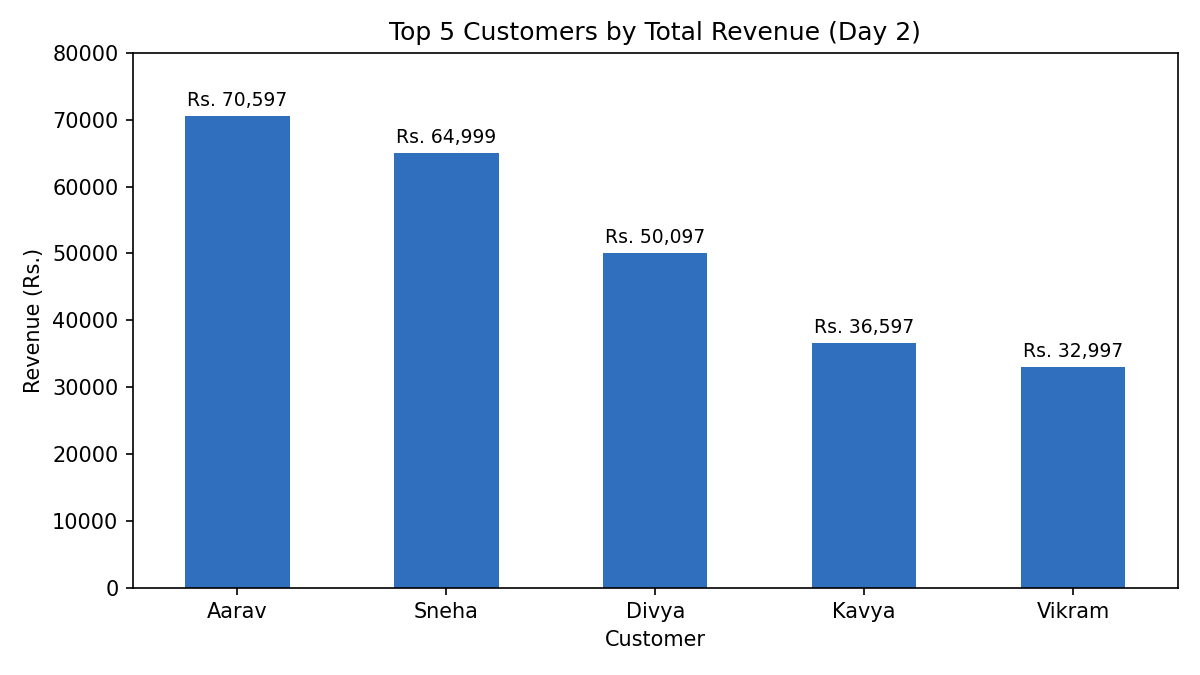 Top 5 Customers by Total Revenue (Day 2)
Revenue (Rs.)
80000
70000
60000
50000
40000
30000
20000
10000
0
Rs. 70,597
Rs. 64,999
Rs. 50,097
Rs. 36,597
Rs. 32,997
Aarav
Sneha
Divya
Kavya
Vikram
Customer